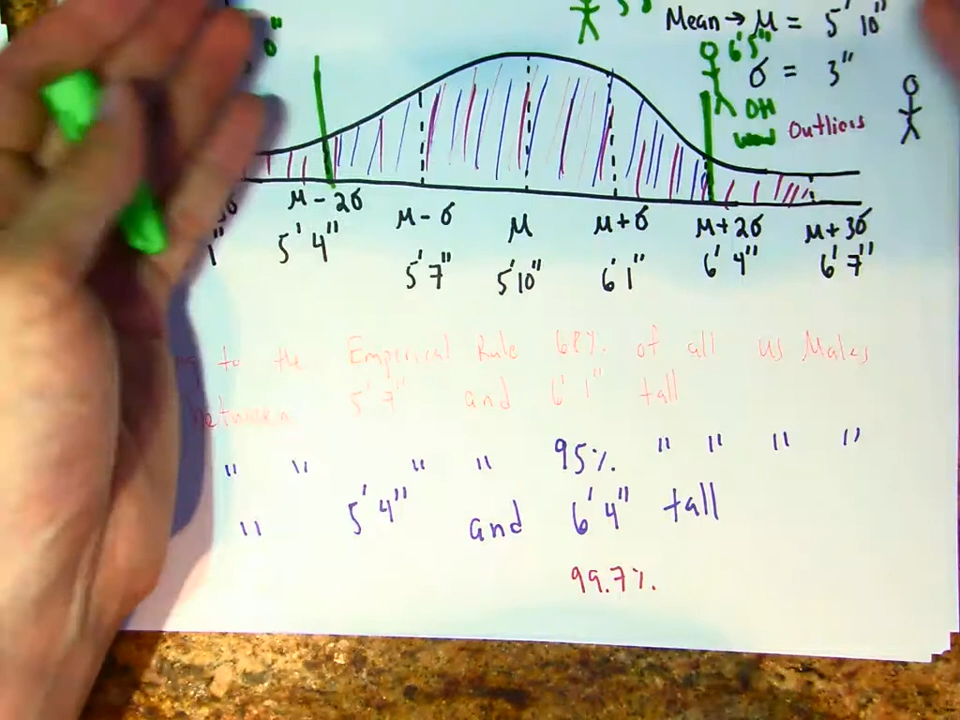 Mean → μ = 5' 10"
6'5"
σ = 3"
OH
Outliers
μ - 2σ μ - σ μ μ + σ μ + 2σ μ + 3σ
5' 4" 5' 7" 5' 10" 6' 1" 6' 4" 6' 7"
to the Empirical Rule 68% of all US Males
between 5' 7" and 6' 1" tall
" " " " 95% " " " "
" 5' 4" and 6' 4" tall
99.7%